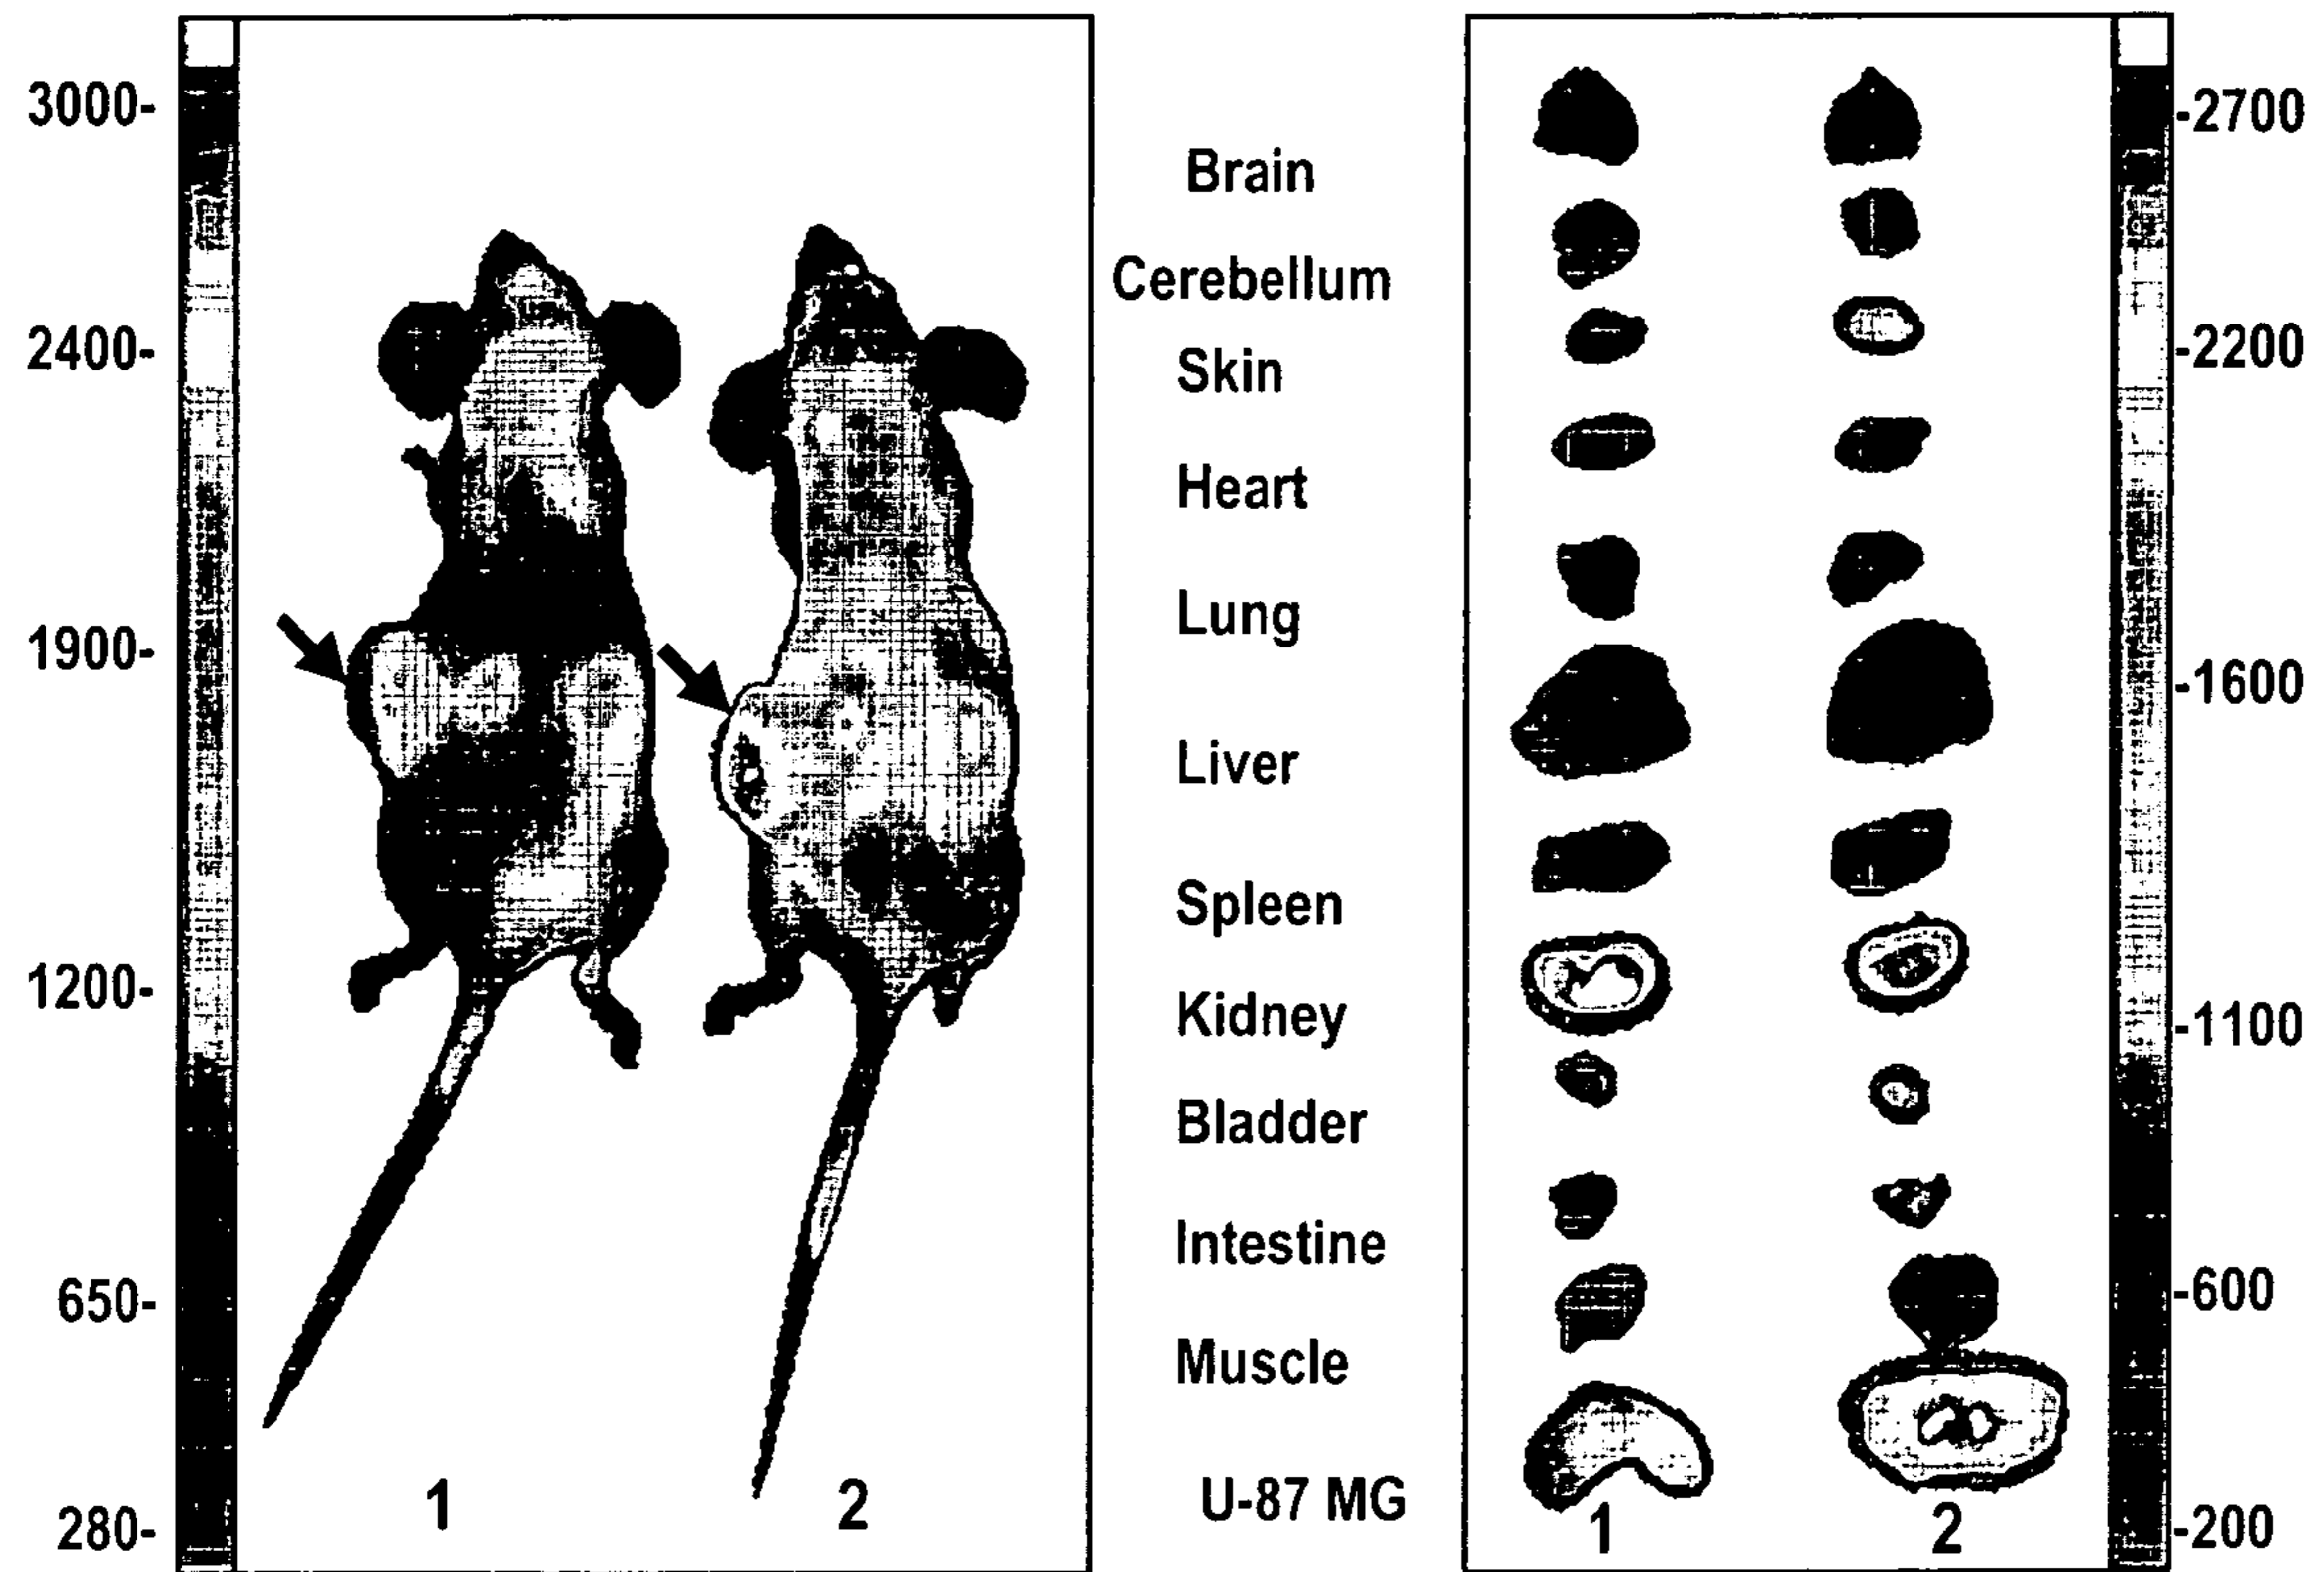 3000-
2400-
1900-
1200-
650-
280-
1
2
Brain
Cerebellum
Skin
Heart
Lung
Liver
Spleen
Kidney
Bladder
Intestine
Muscle
U-87 MG
1
2
-2700
-2200
-1600
-1100
-600
-200